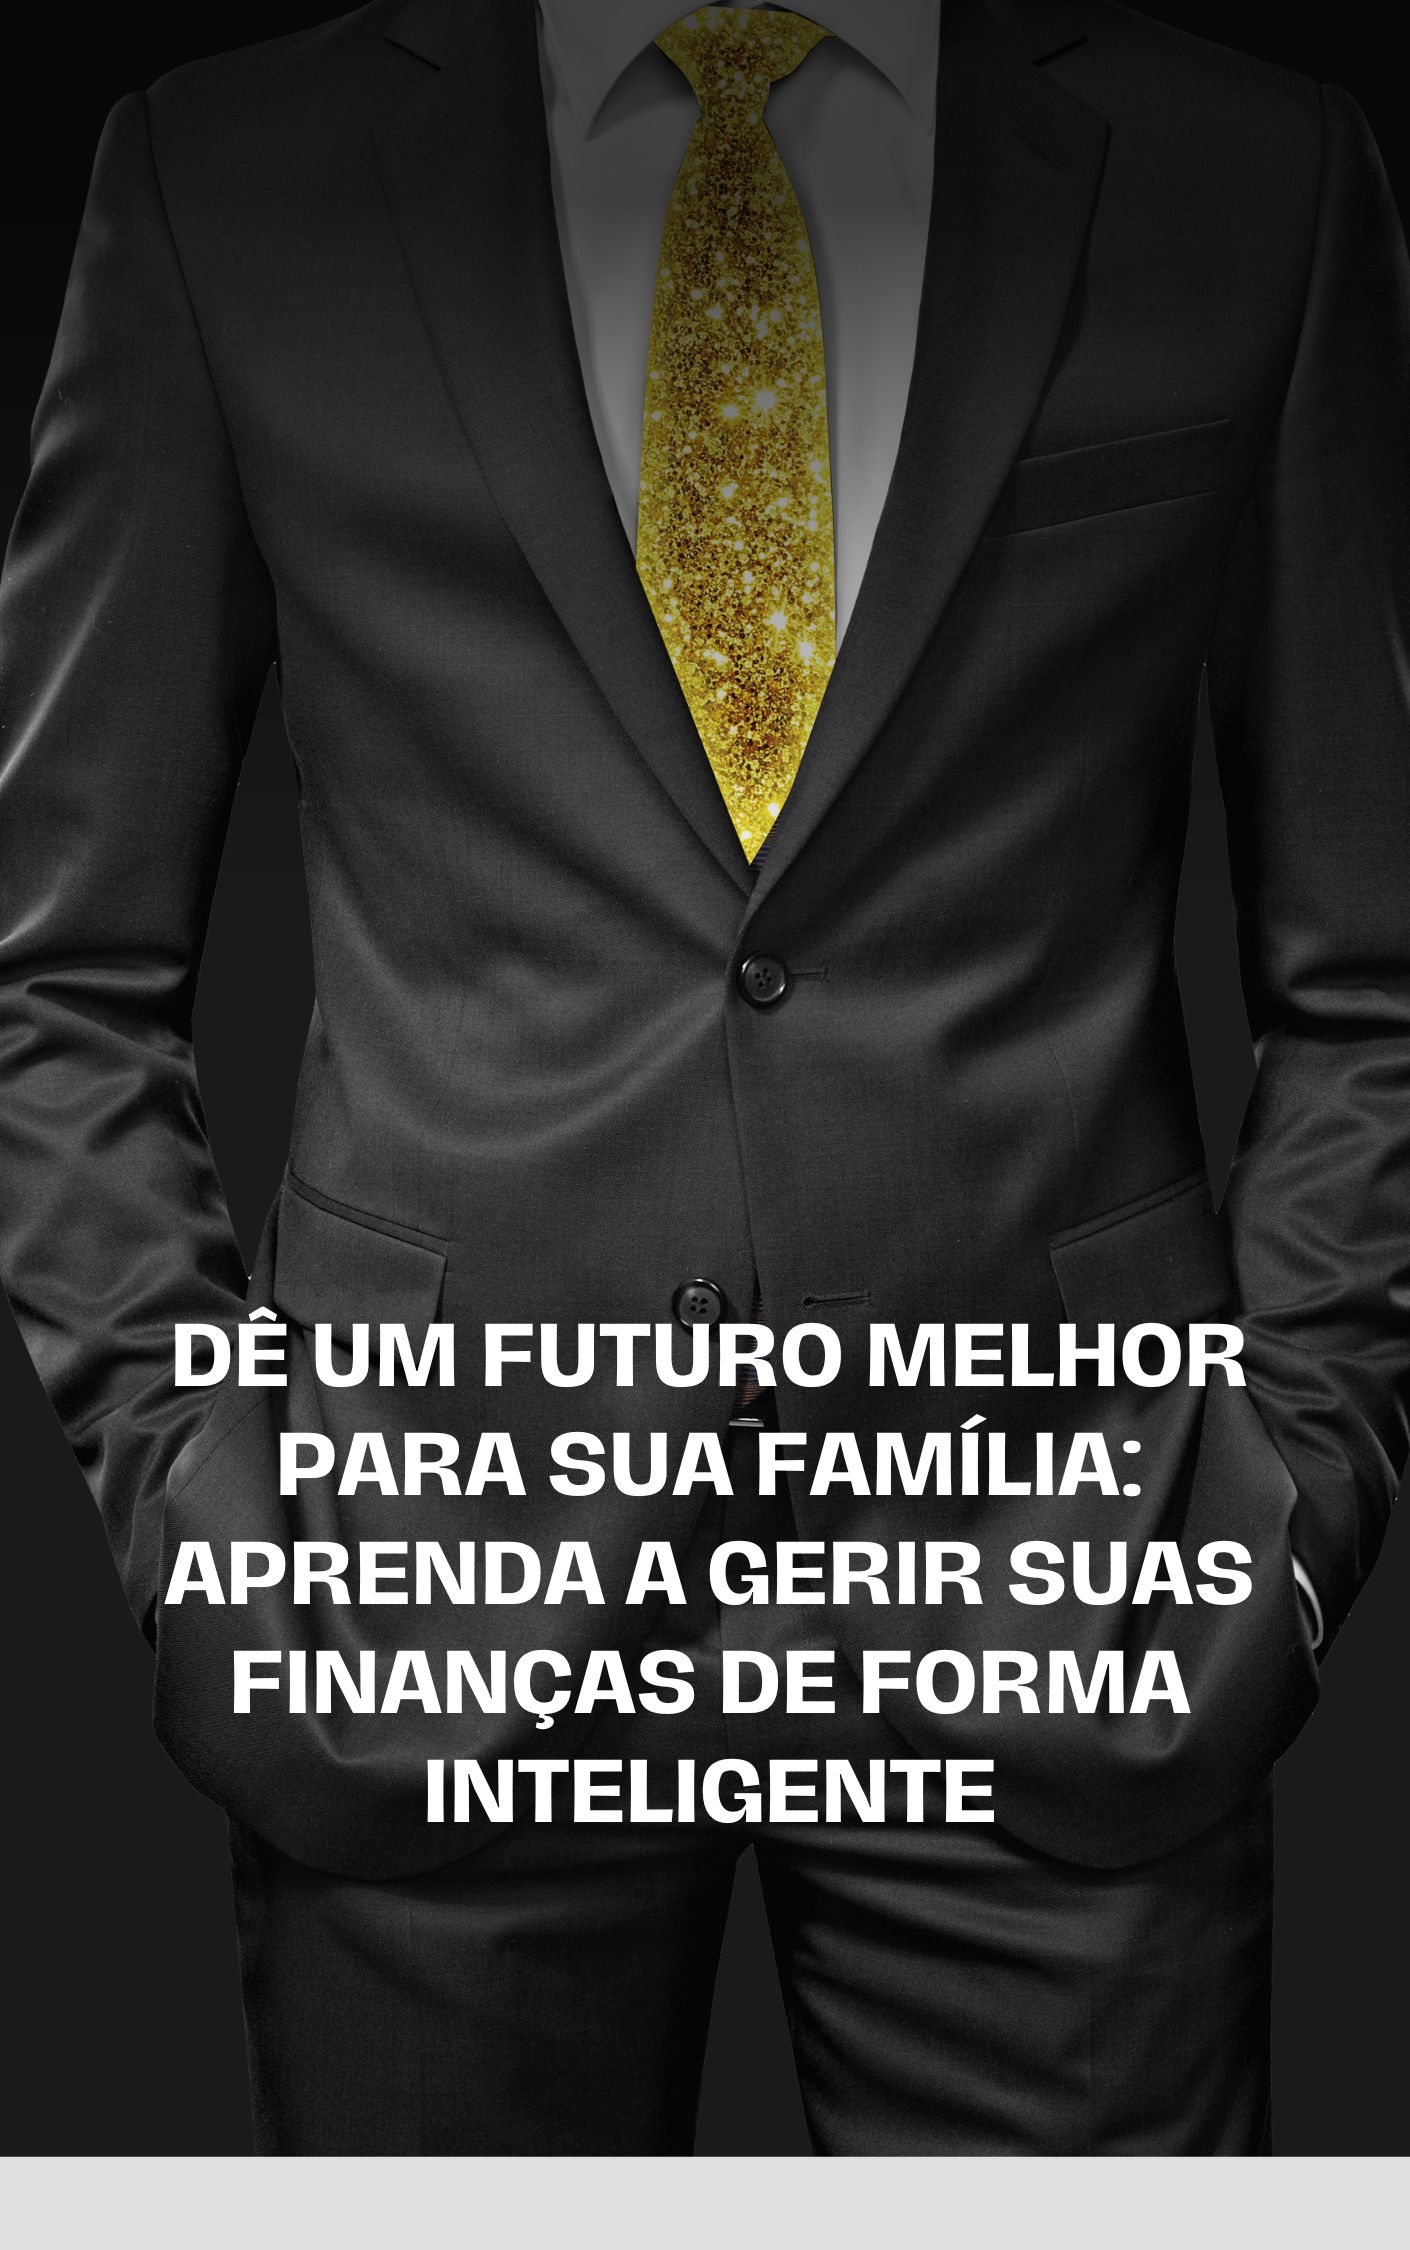 DÊ UM FUTURO MELHOR
PARA SUA FAMÍLIA:
APRENDA A GERIR SUAS
FINANÇAS DE FORMA
INTELIGENTE